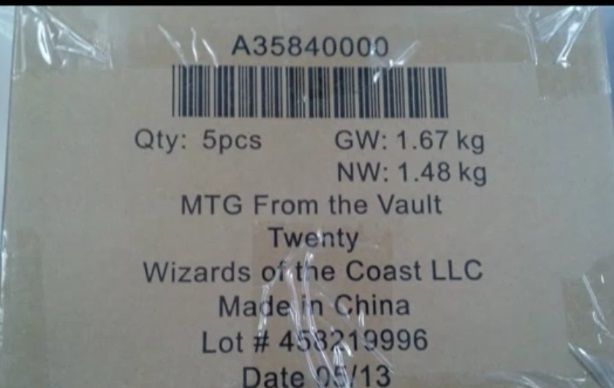 A35840000
Qty: 5pcs GW: 1.67 kg
NW: 1.48 kg
MTG From the Vault
Twenty
Wizards of the Coast LLC
Made in China
Lot # 458219996
Date 05/13